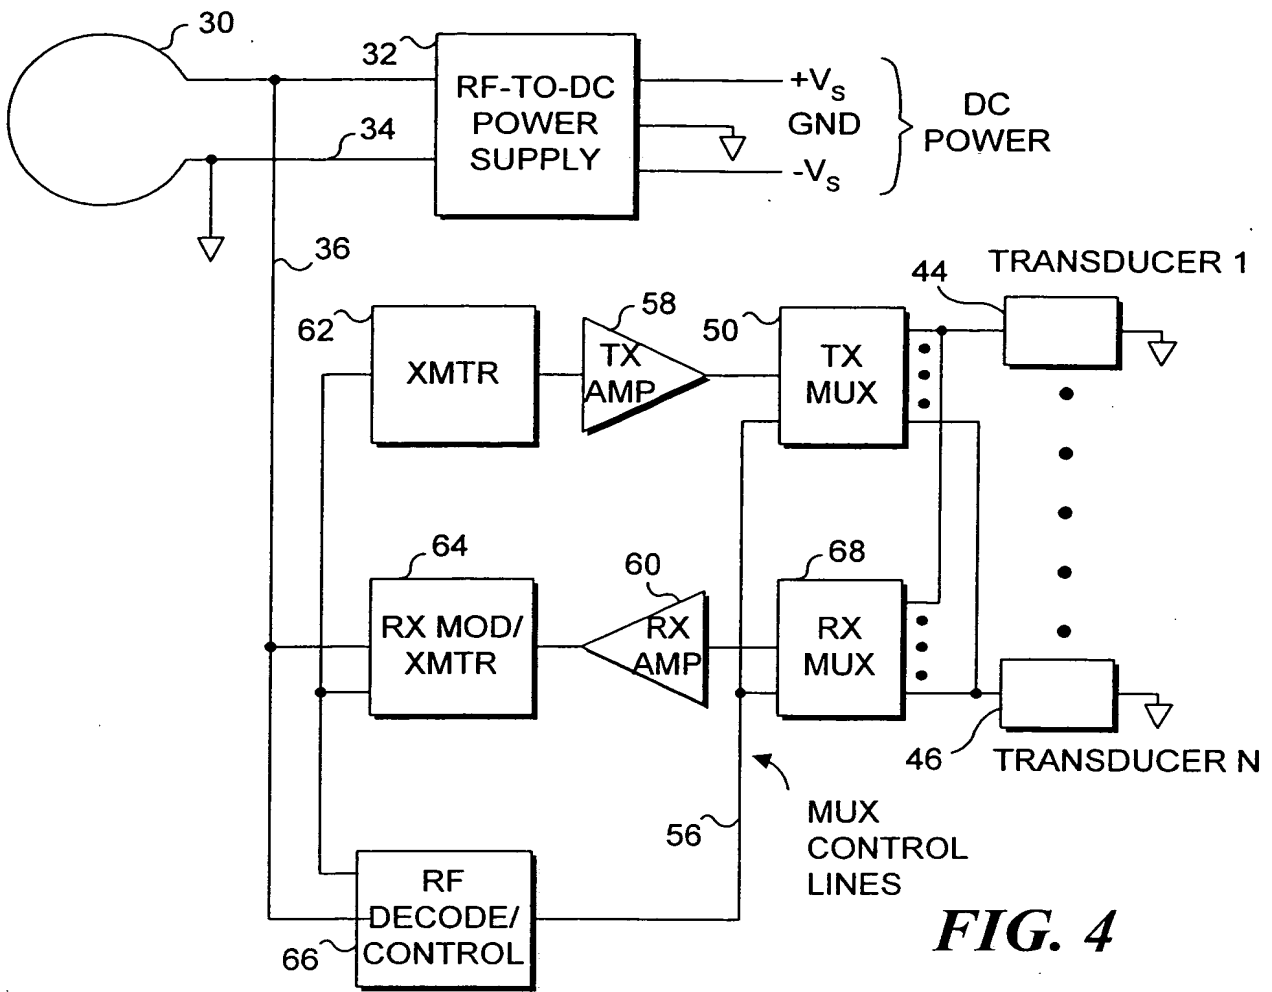 30
32
RF-TO-DC
POWER
SUPPLY
+VS
GND
-VS
DC
POWER
34
36
62
XMTR
58
TX
AMP
50
TX
MUX
44
TRANSDUCER 1
64
RX MOD/
XMTR
60
RX
AMP
68
RX
MUX
46
TRANSDUCER N
56
MUX
CONTROL
LINES
66
RF
DECODE/
CONTROL
FIG. 4